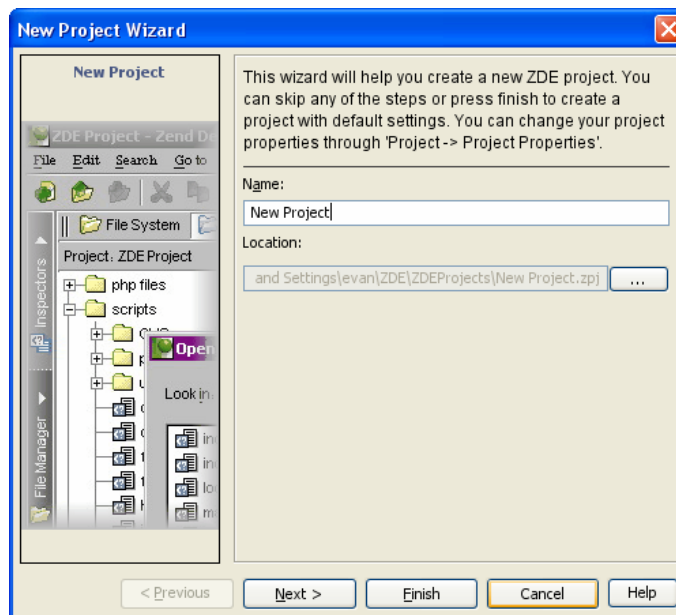 New Project Wizard
New Project
ZDE Project - Zend De
File Edit Search Go to
Inspectors
File Manager
File System
Project: ZDE Project
php files
scripts
Open
Look in
This wizard will help you create a new ZDE project. You
can skip any of the steps or press finish to create a
project with default settings. You can change your project
properties through 'Project -> Project Properties'.
Name:
New Project
Location:
and Settings\evan\ZDE\ZDEProjects\New Project.zpj ...
< Previous Next > Finish Cancel Help